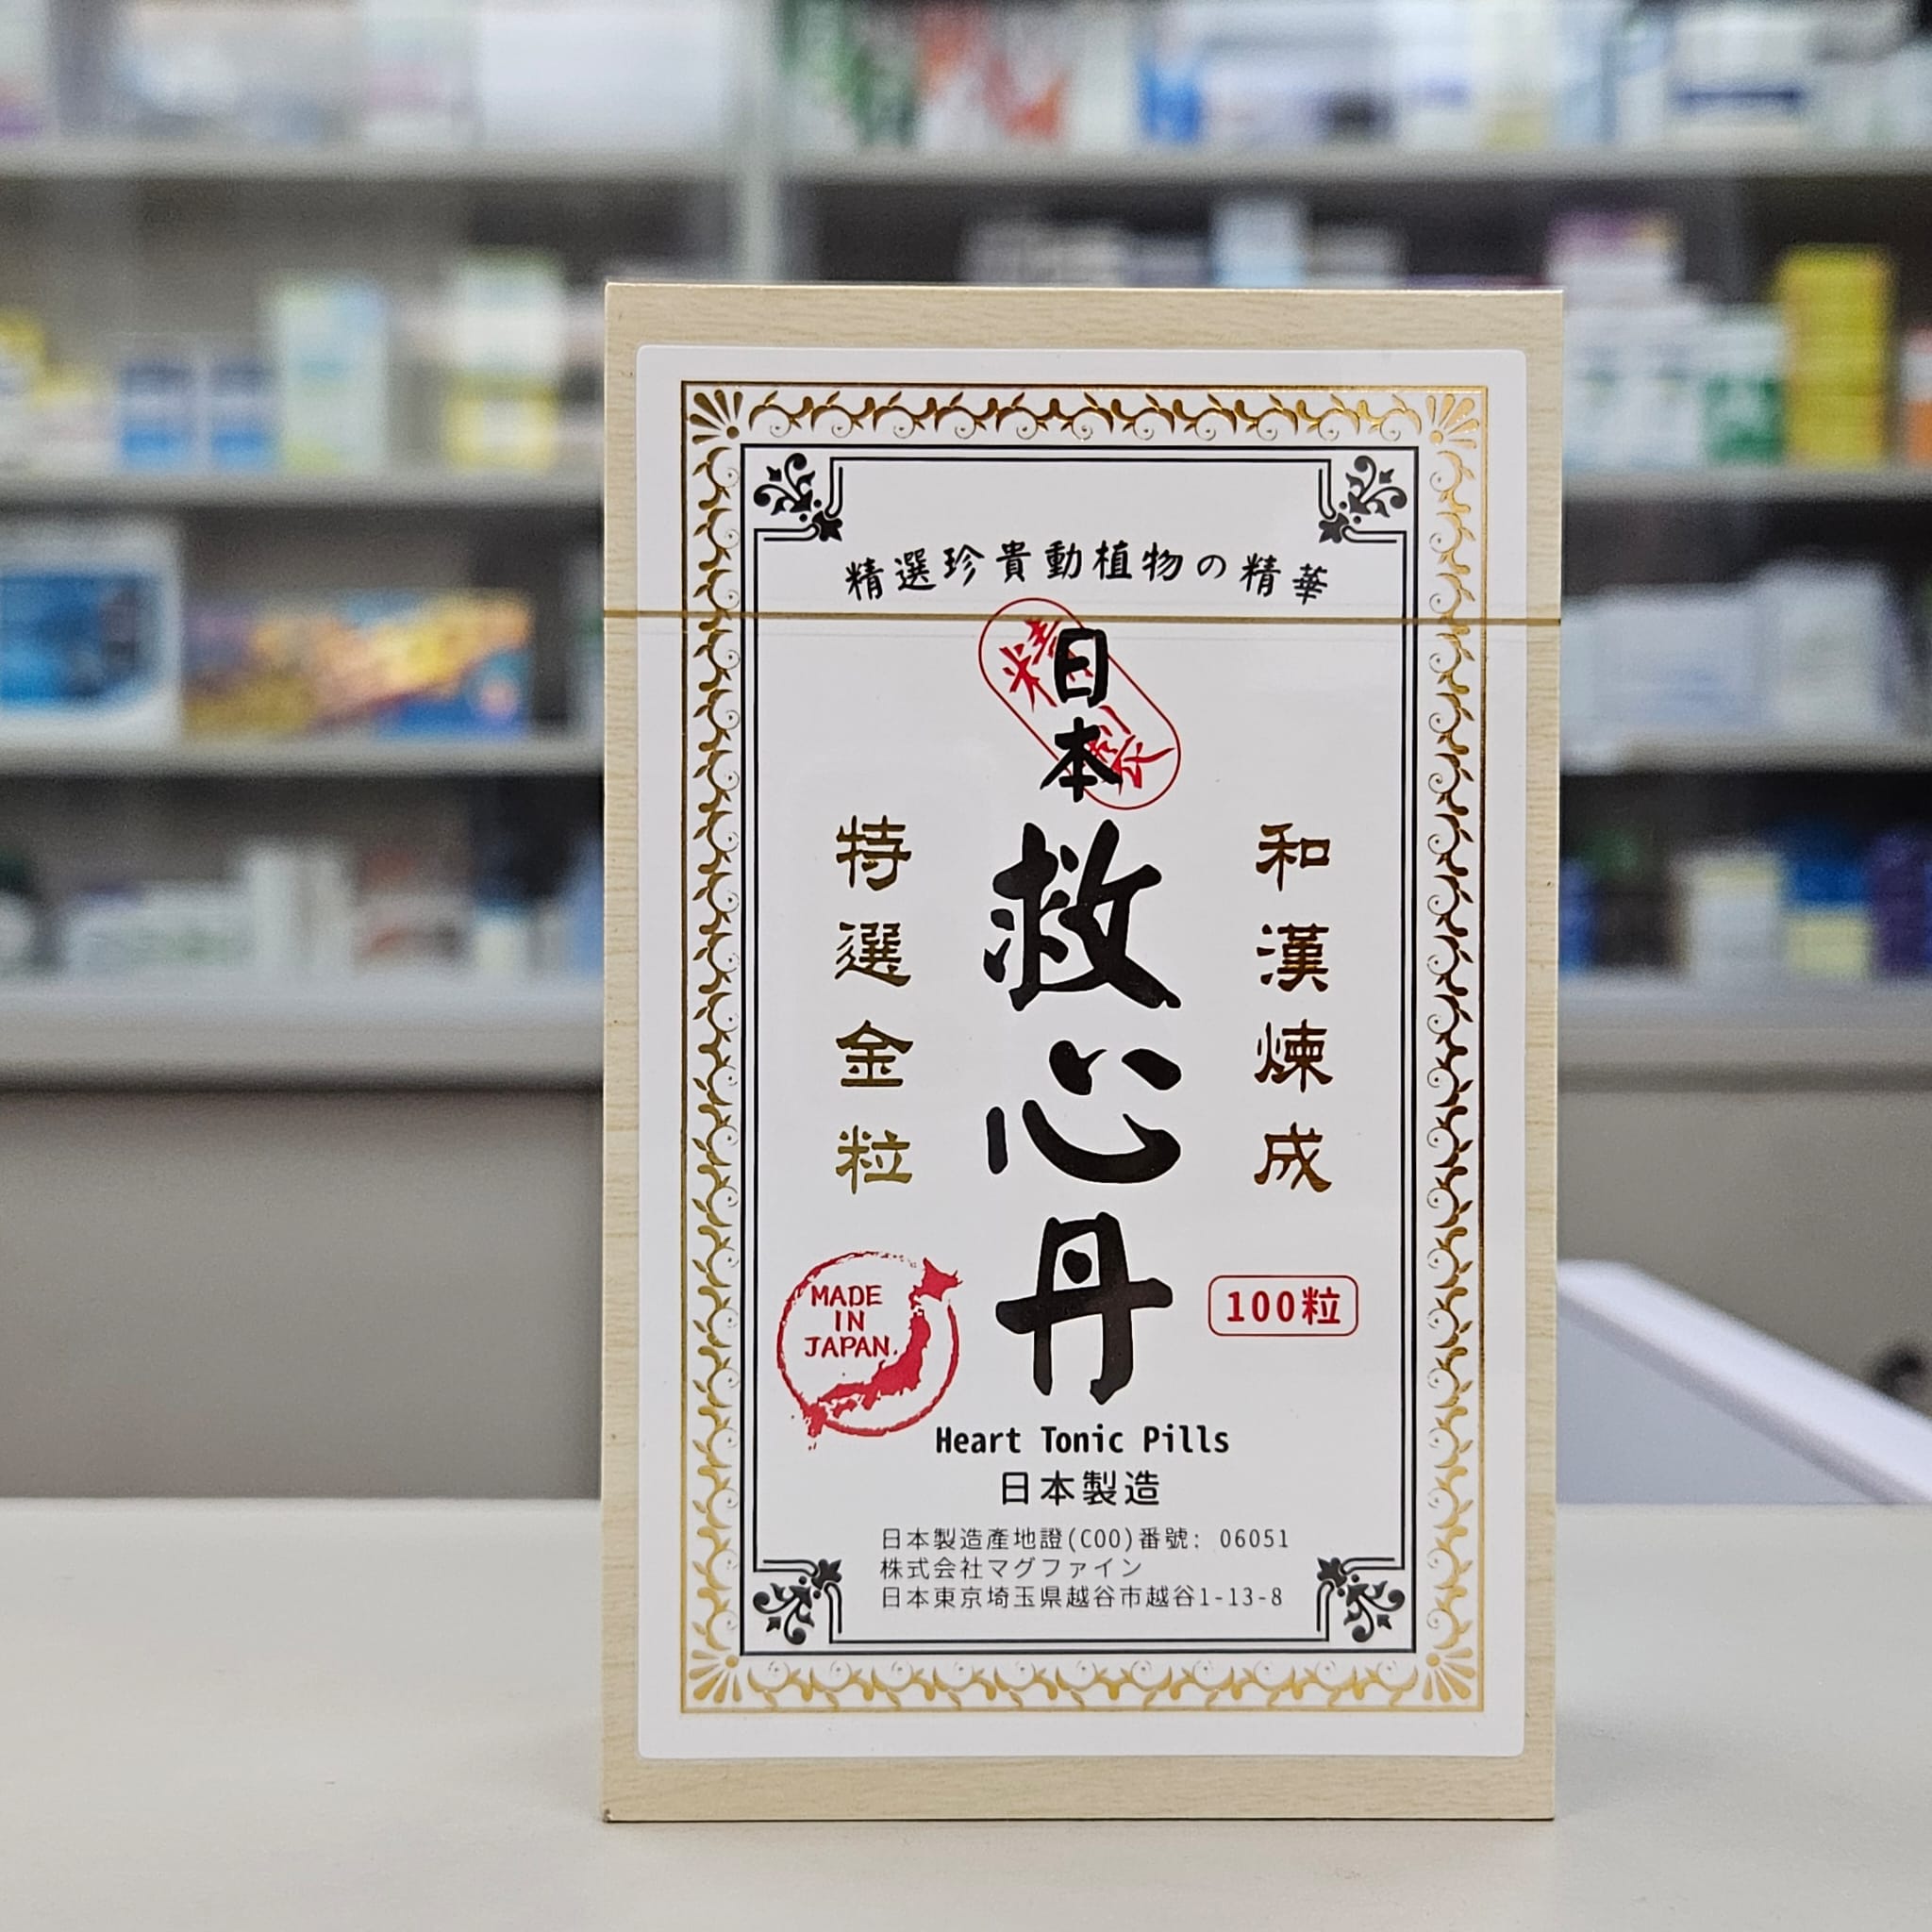 精選珍貴動植物の精華
日本
救心丹
和漢煉成
特選金粒
MADE
IN
JAPAN
100粒
Heart Tonic Pills
日本製造
日本製造產地證(COO)番號: 06051
株式会社マグファイン
日本東京埼玉県越谷市越谷1-13-8